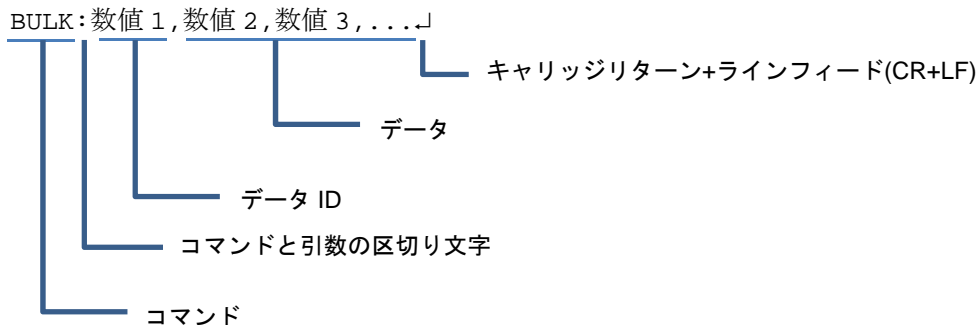 BULK:数値1,数値2,数値3,...↲
キャリッジリターン+ラインフィード(CR+LF)
データ
データ ID
コマンドと引数の区切り文字
コマンド